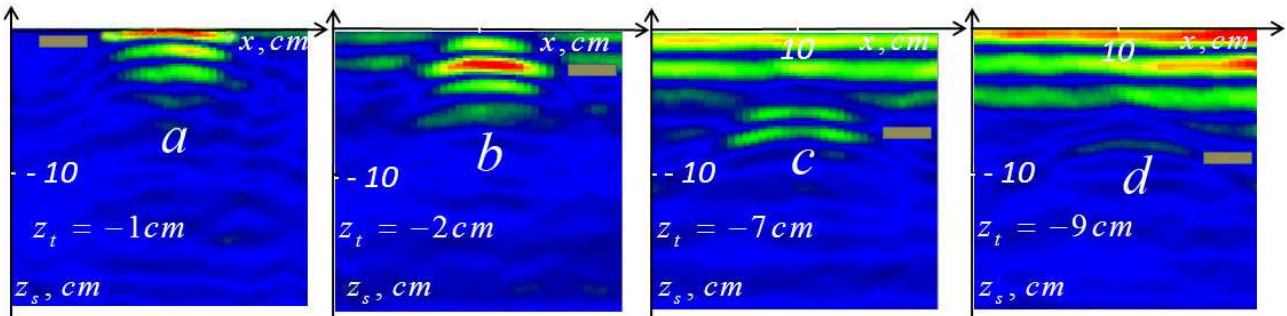 x, cm
a
- 10
z_t = -1cm
z_s, cm
x, cm
b
- 10
z_t = -2cm
z_s, cm
x, cm
10
c
- 10
z_t = -7cm
z_s, cm
x, cm
10
d
- 10
z_t = -9cm
z_s, cm